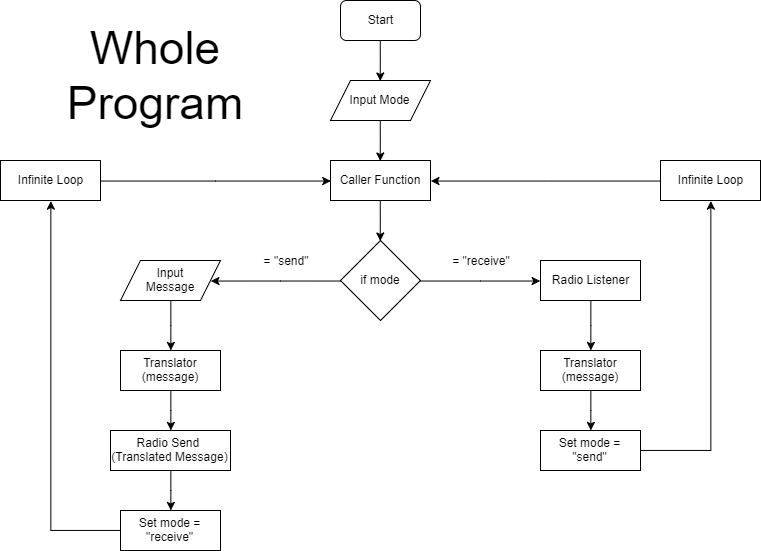 Start
Whole
Program
Input Mode
Infinite Loop
Caller Function
Infinite Loop
= "send"
if mode
= "receive"
Input
Message
Radio Listener
Translator
(message)
Translator
(message)
Radio Send
(Translated Message)
Set mode =
"send"
Set mode =
"receive"